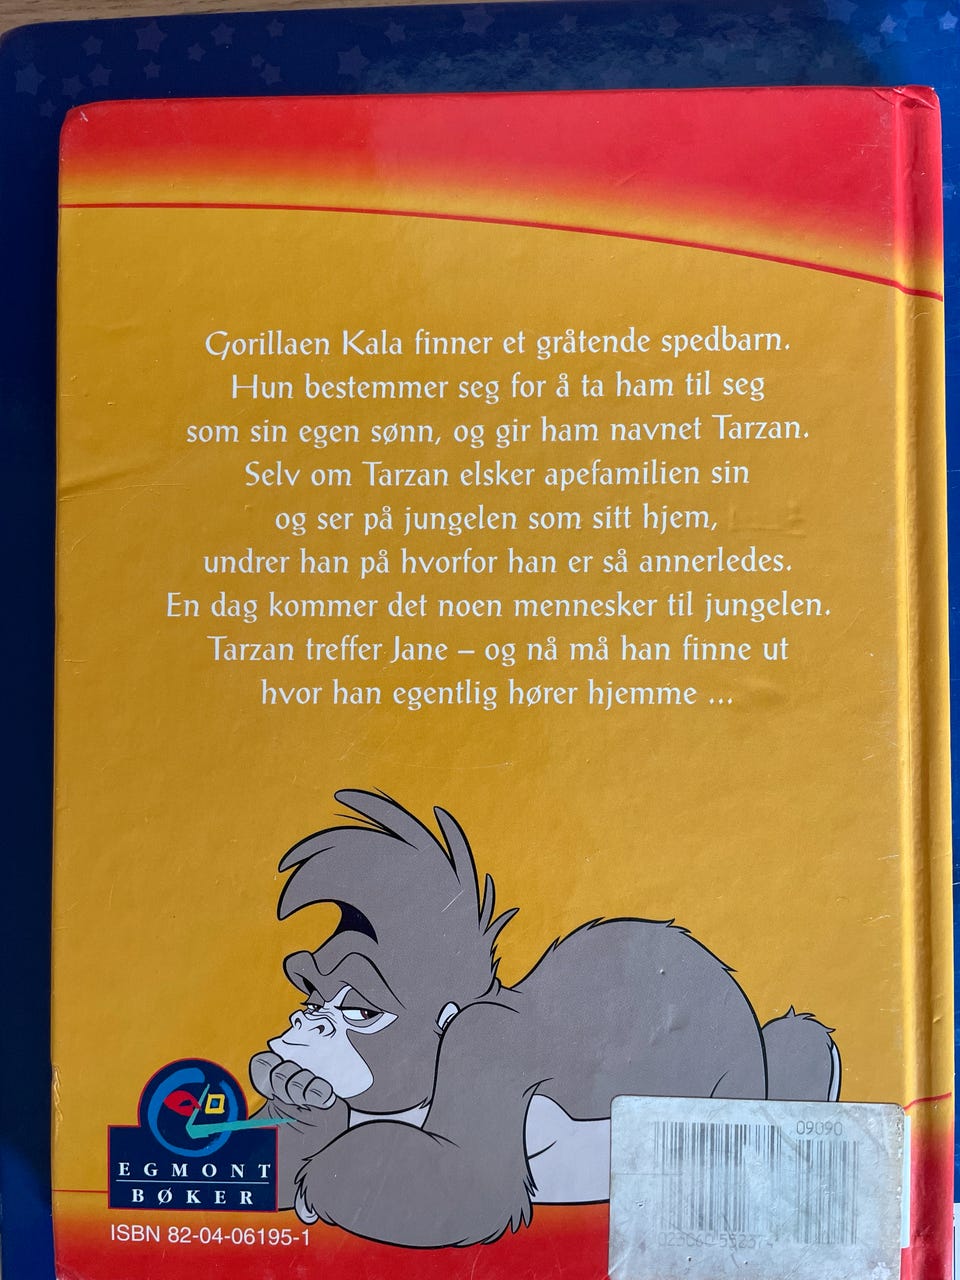 Gorillaen Kala finner et gråtende spedbarn.
Hun bestemmer seg for å ta ham til seg
som sin egen sønn, og gir ham navnet Tarzan.
Selv om Tarzan elsker apefamilien sin
og ser på jungelen som sitt hjem,
undrer han på hvorfor han er så annerledes.
En dag kommer det noen mennesker til jungelen.
Tarzan treffer Jane – og nå må han finne ut
hvor han egentlig hører hjemme ...
EGMONT
BØKER
ISBN 82-04-06195-1
09090